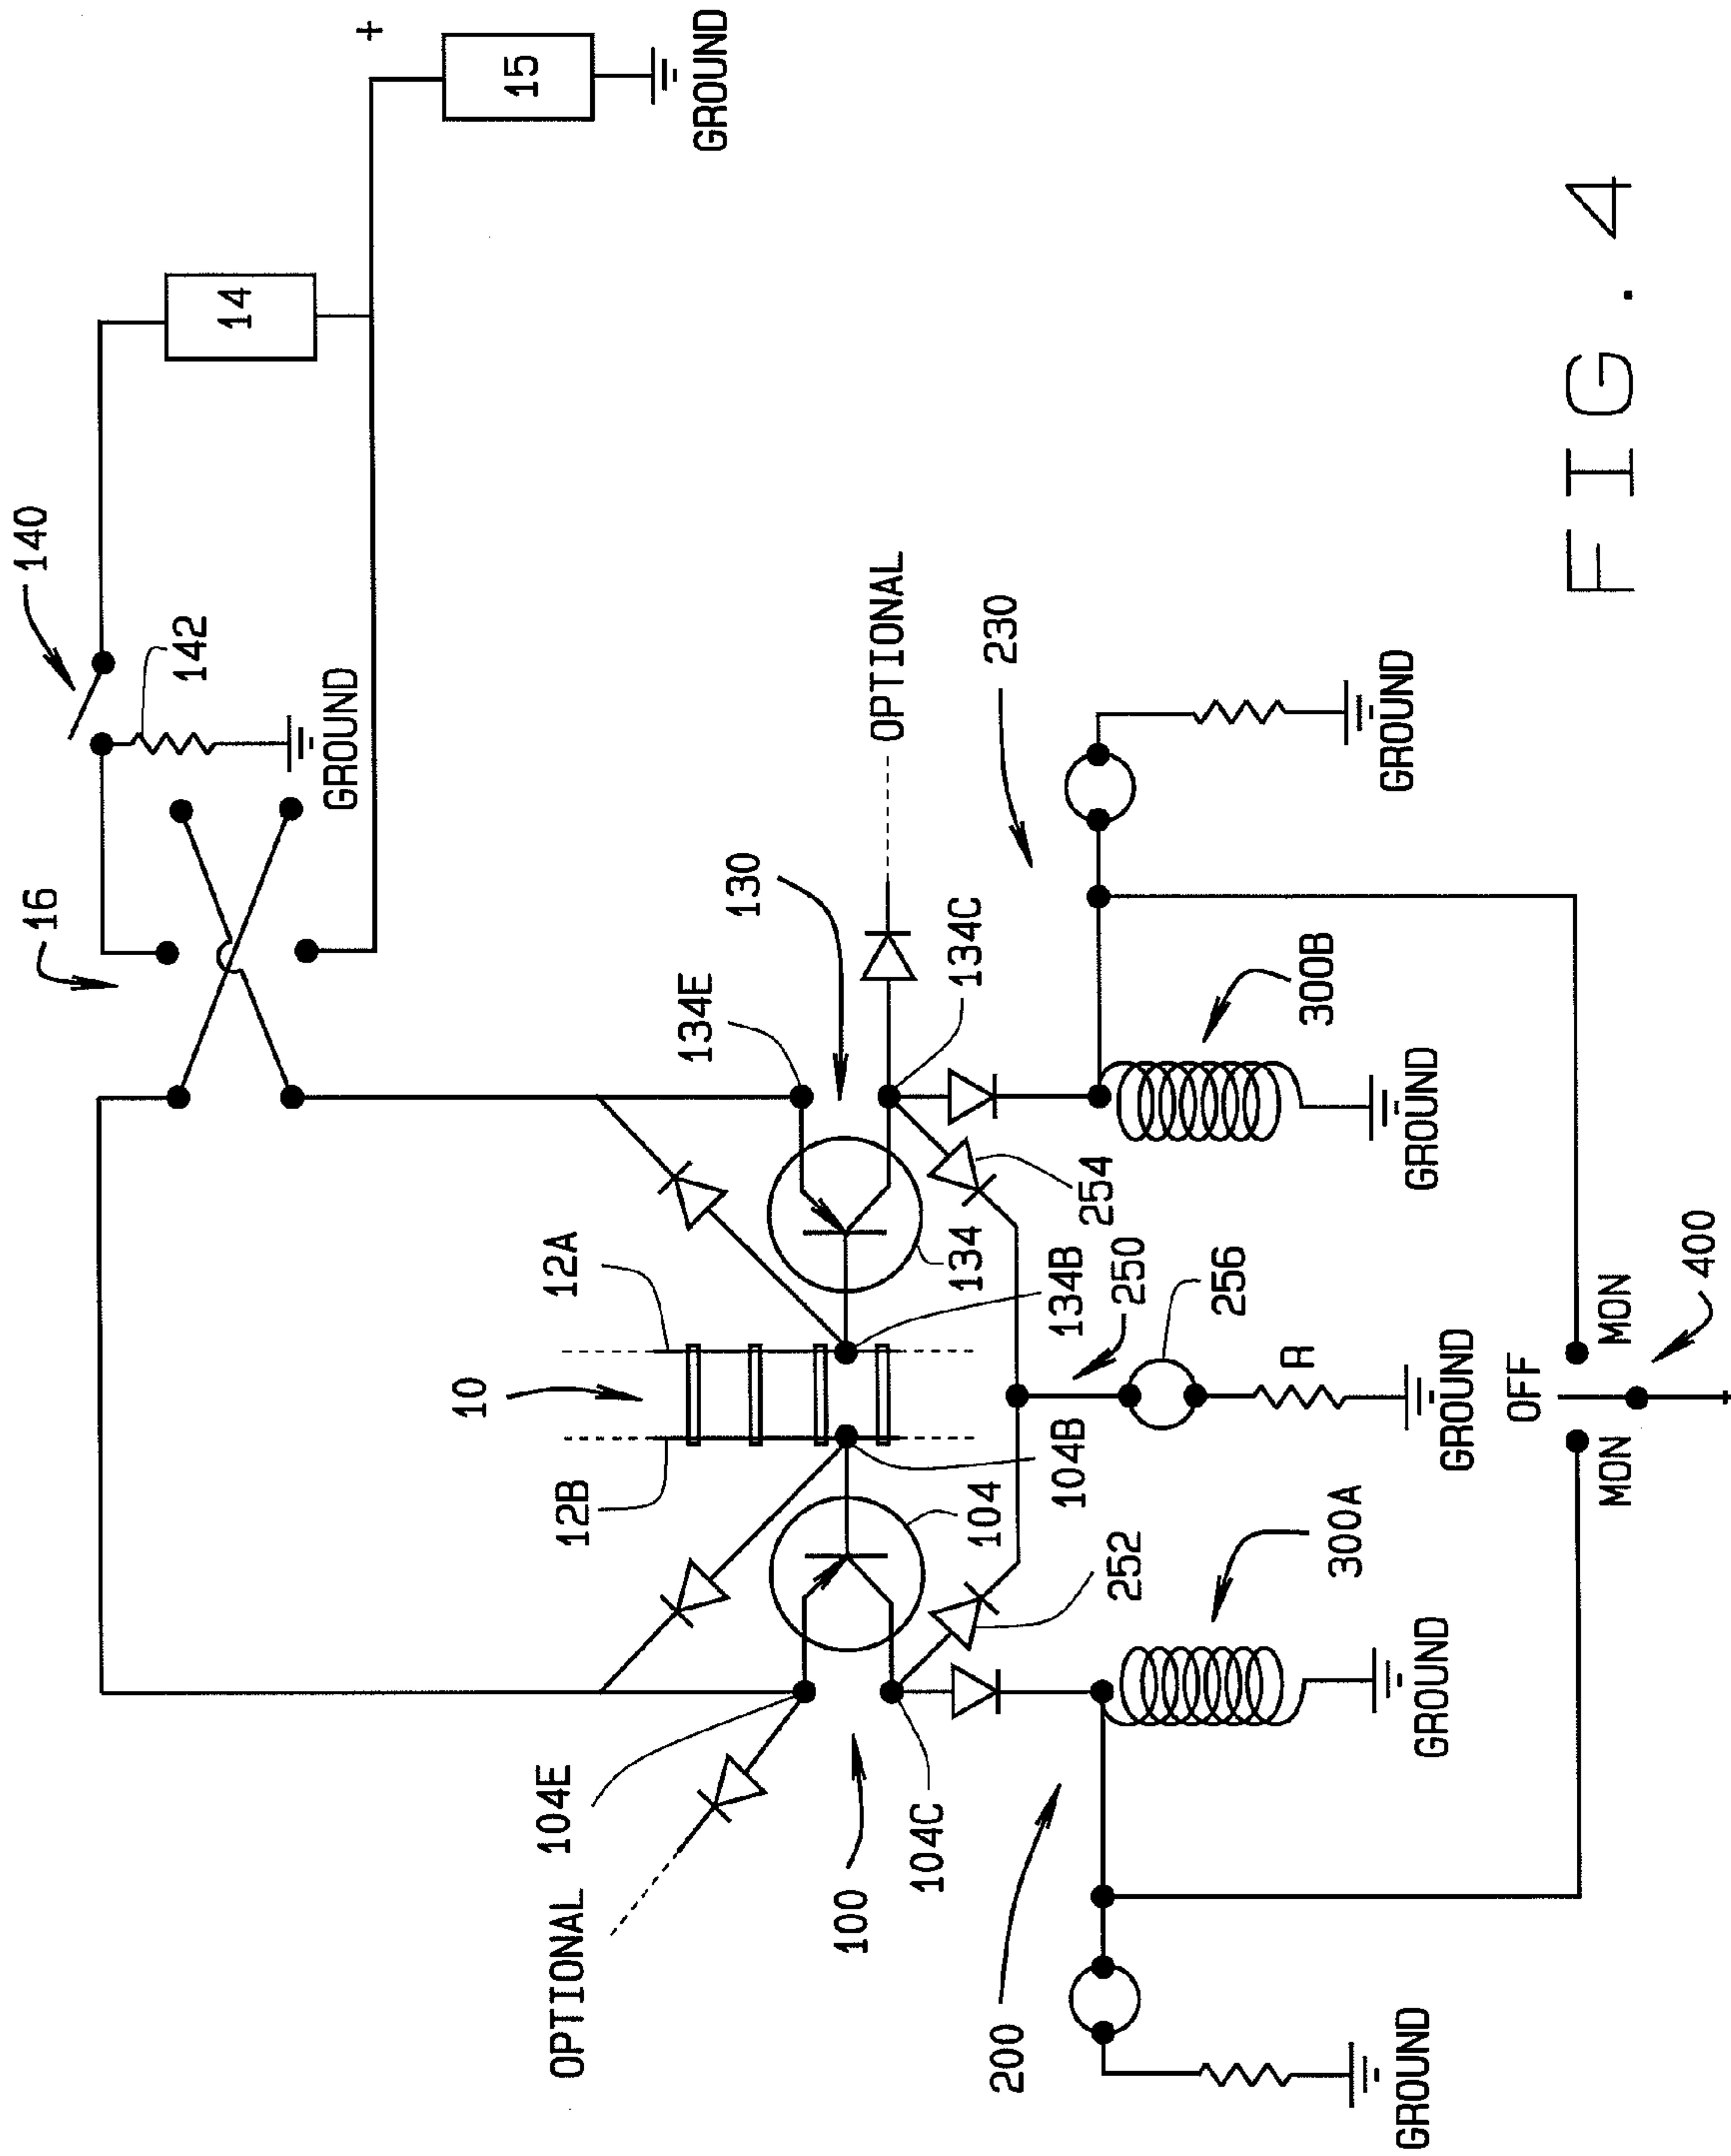 16
140
142
GROUND
14
+
15
GROUND
12B
12A
10
134E
130
OPTIONAL
OPTIONAL
104E
100
104C
104
104B
134B
134
134C
252
254
250
256
R
GROUND
200
GROUND
300A
GROUND
230
GROUND
300B
GROUND
MON
OFF
MON
400
+
FIG. 4